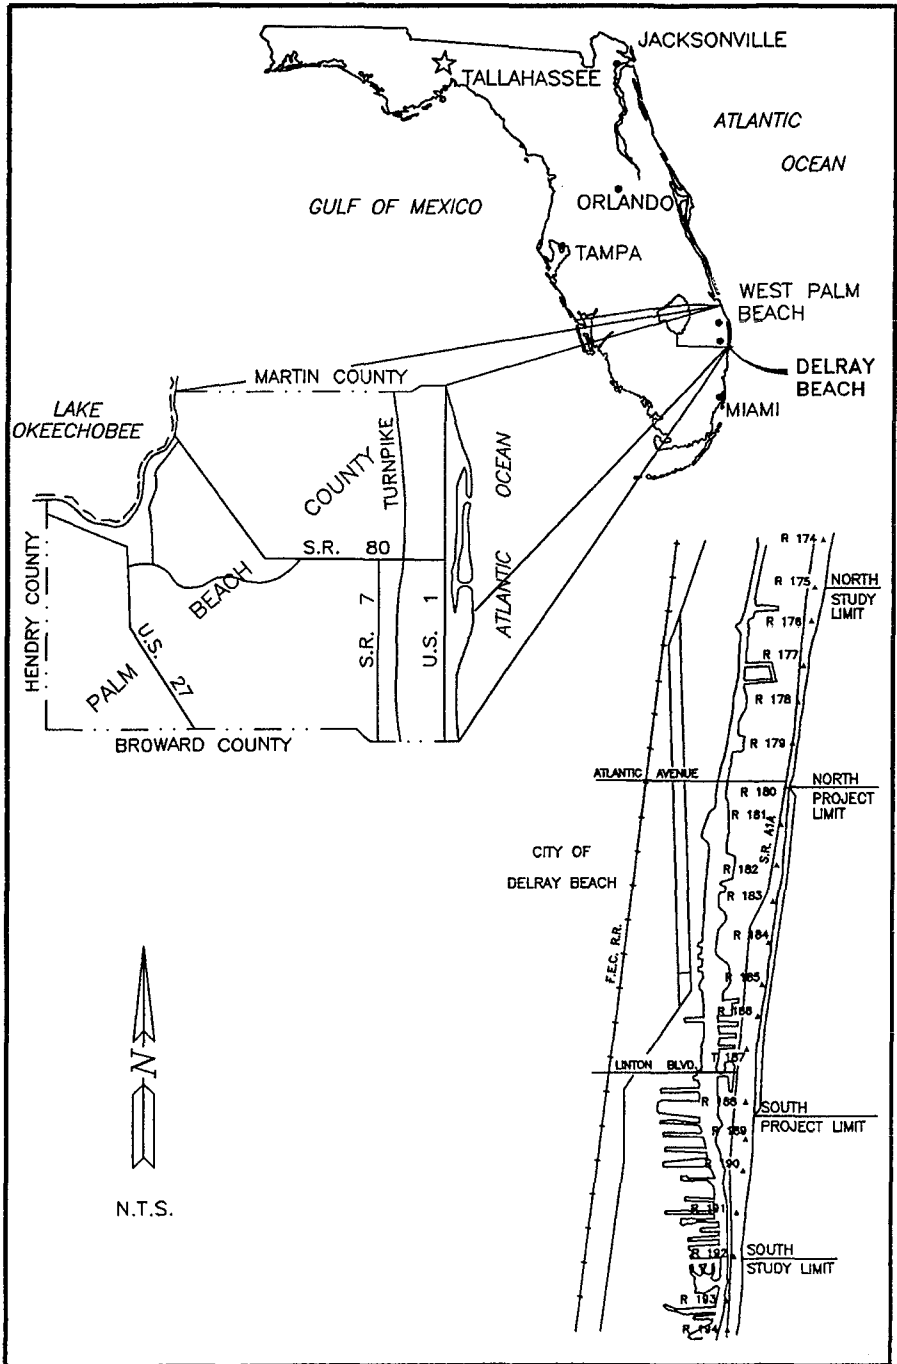 JACKSONVILLE
TALLAHASSEE
ATLANTIC
OCEAN
ORLANDO
GULF OF MEXICO
TAMPA
WEST PALM
BEACH
DELRAY
BEACH
MIAMI
MARTIN COUNTY
LAKE
OKEECHOBEE
HENDRY COUNTY
PALM
BEACH
COUNTY
TURNPIKE
S.R. 80
S.R. 7
U.S. 1
U.S. 27
ATLANTIC OCEAN
BROWARD COUNTY
R 174
R 175
NORTH
STUDY
LIMIT
R 176
R 177
R 178
R 179
ATLANTIC AVENUE
R 180
NORTH
PROJECT
LIMIT
R 181
S.R. A1A
CITY OF
DELRAY BEACH
R 182
R 183
R 184
F.E.C. R.R.
R 185
R 186
T 187
LINTON BLVD.
R 188
SOUTH
PROJECT LIMIT
R 189
R 190
R 191
R 192
SOUTH
STUDY LIMIT
R 193
R 194
N
N.T.S.